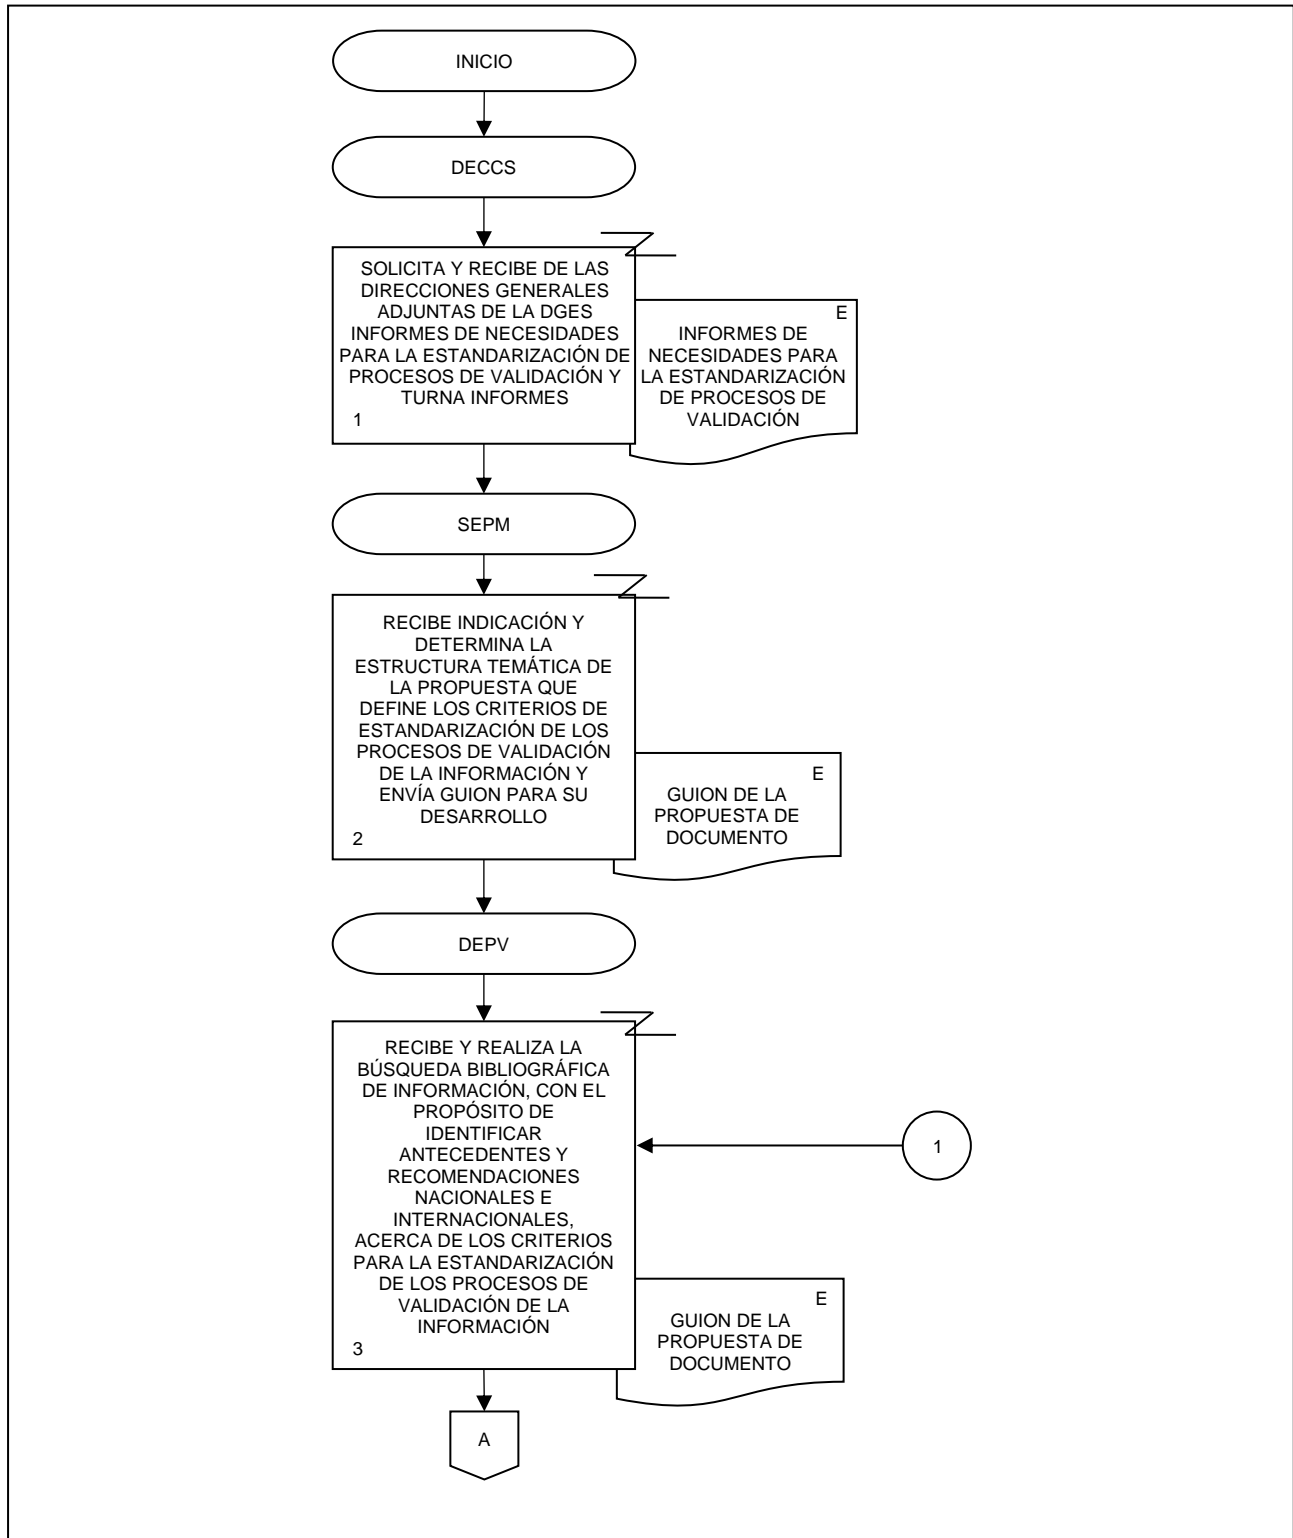 INICIO
DECCS
SOLICITA Y RECIBE DE LAS
DIRECCIONES GENERALES
ADJUNTAS DE LA DGES
INFORMES DE NECESIDADES
PARA LA ESTANDARIZACIÓN DE
PROCESOS DE VALIDACIÓN Y
TURNA INFORMES
1
E
INFORMES DE
NECESIDADES PARA
LA ESTANDARIZACIÓN
DE PROCESOS DE
VALIDACIÓN
SEPM
RECIBE INDICACIÓN Y
DETERMINA LA
ESTRUCTURA TEMÁTICA DE
LA PROPUESTA QUE
DEFINE LOS CRITERIOS DE
ESTANDARIZACIÓN DE LOS
PROCESOS DE VALIDACIÓN
DE LA INFORMACIÓN Y
ENVÍA GUION PARA SU
DESARROLLO
2
E
GUION DE LA
PROPUESTA DE
DOCUMENTO
DEPV
RECIBE Y REALIZA LA
BÚSQUEDA BIBLIOGRÁFICA
DE INFORMACIÓN, CON EL
PROPÓSITO DE
IDENTIFICAR
ANTECEDENTES Y
RECOMENDACIONES
NACIONALES E
INTERNACIONALES,
ACERCA DE LOS CRITERIOS
PARA LA ESTANDARIZACIÓN
DE LOS PROCESOS DE
VALIDACIÓN DE LA
INFORMACIÓN
3
1
E
GUION DE LA
PROPUESTA DE
DOCUMENTO
A